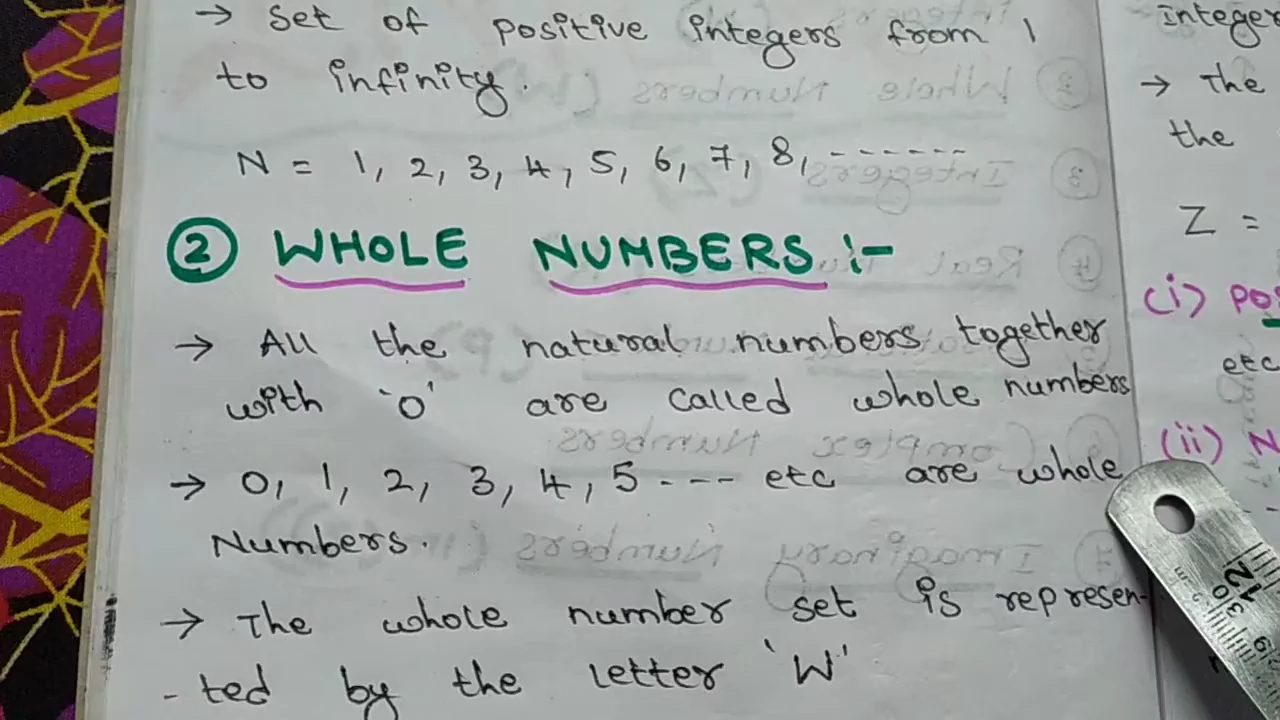 → Set of positive integers from 1
to infinity.
N = 1, 2, 3, 4, 5, 6, 7, 8, ------
② WHOLE NUMBERS :-
→ All the natural numbers together
with '0' are called whole numbers
→ 0, 1, 2, 3, 4, 5 --- etc are whole
Numbers.
→ The whole number set is represen-
-ted by the letter 'W'
→ The
the
Z =
(i)
etc
(ii) N